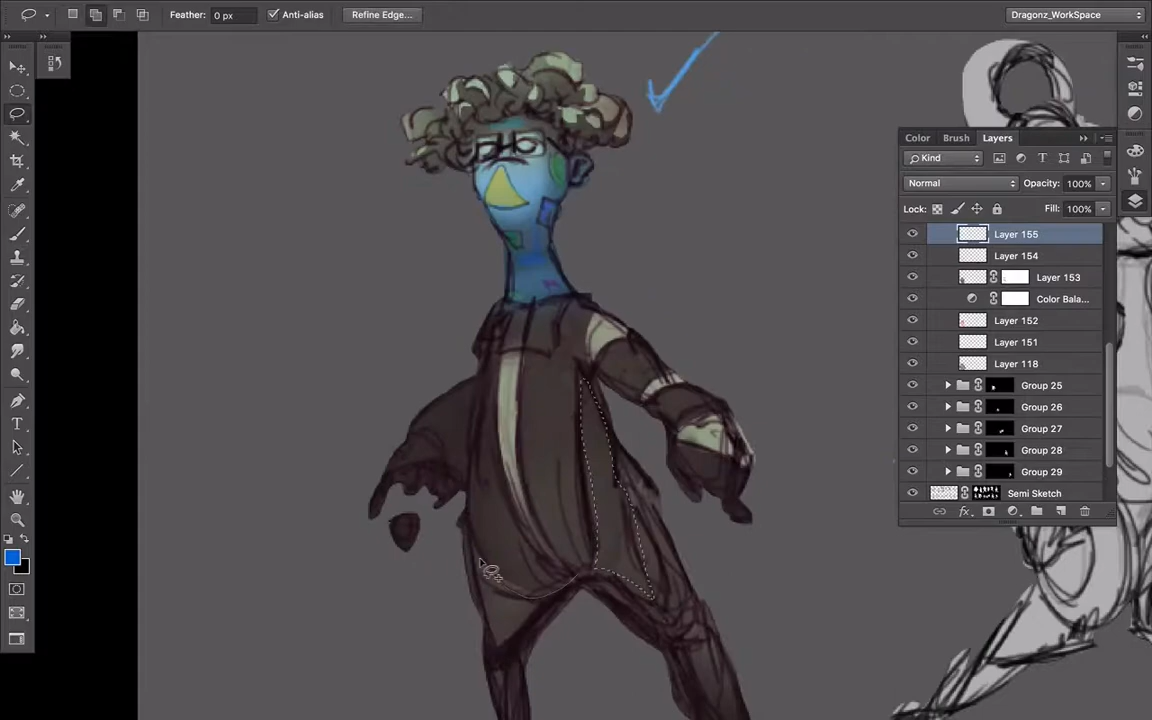 Feather: 0 px Anti-alias Refine Edge... Dragonz_WorkSpace
Color Brush Layers
Kind
Normal Opacity: 100%
Lock: Fill: 100%
Layer 155
Layer 154
Layer 153
Color Bala...
Layer 152
Layer 151
Layer 118
Group 25
Group 26
Group 27
Group 28
Group 29
Semi Sketch
fx